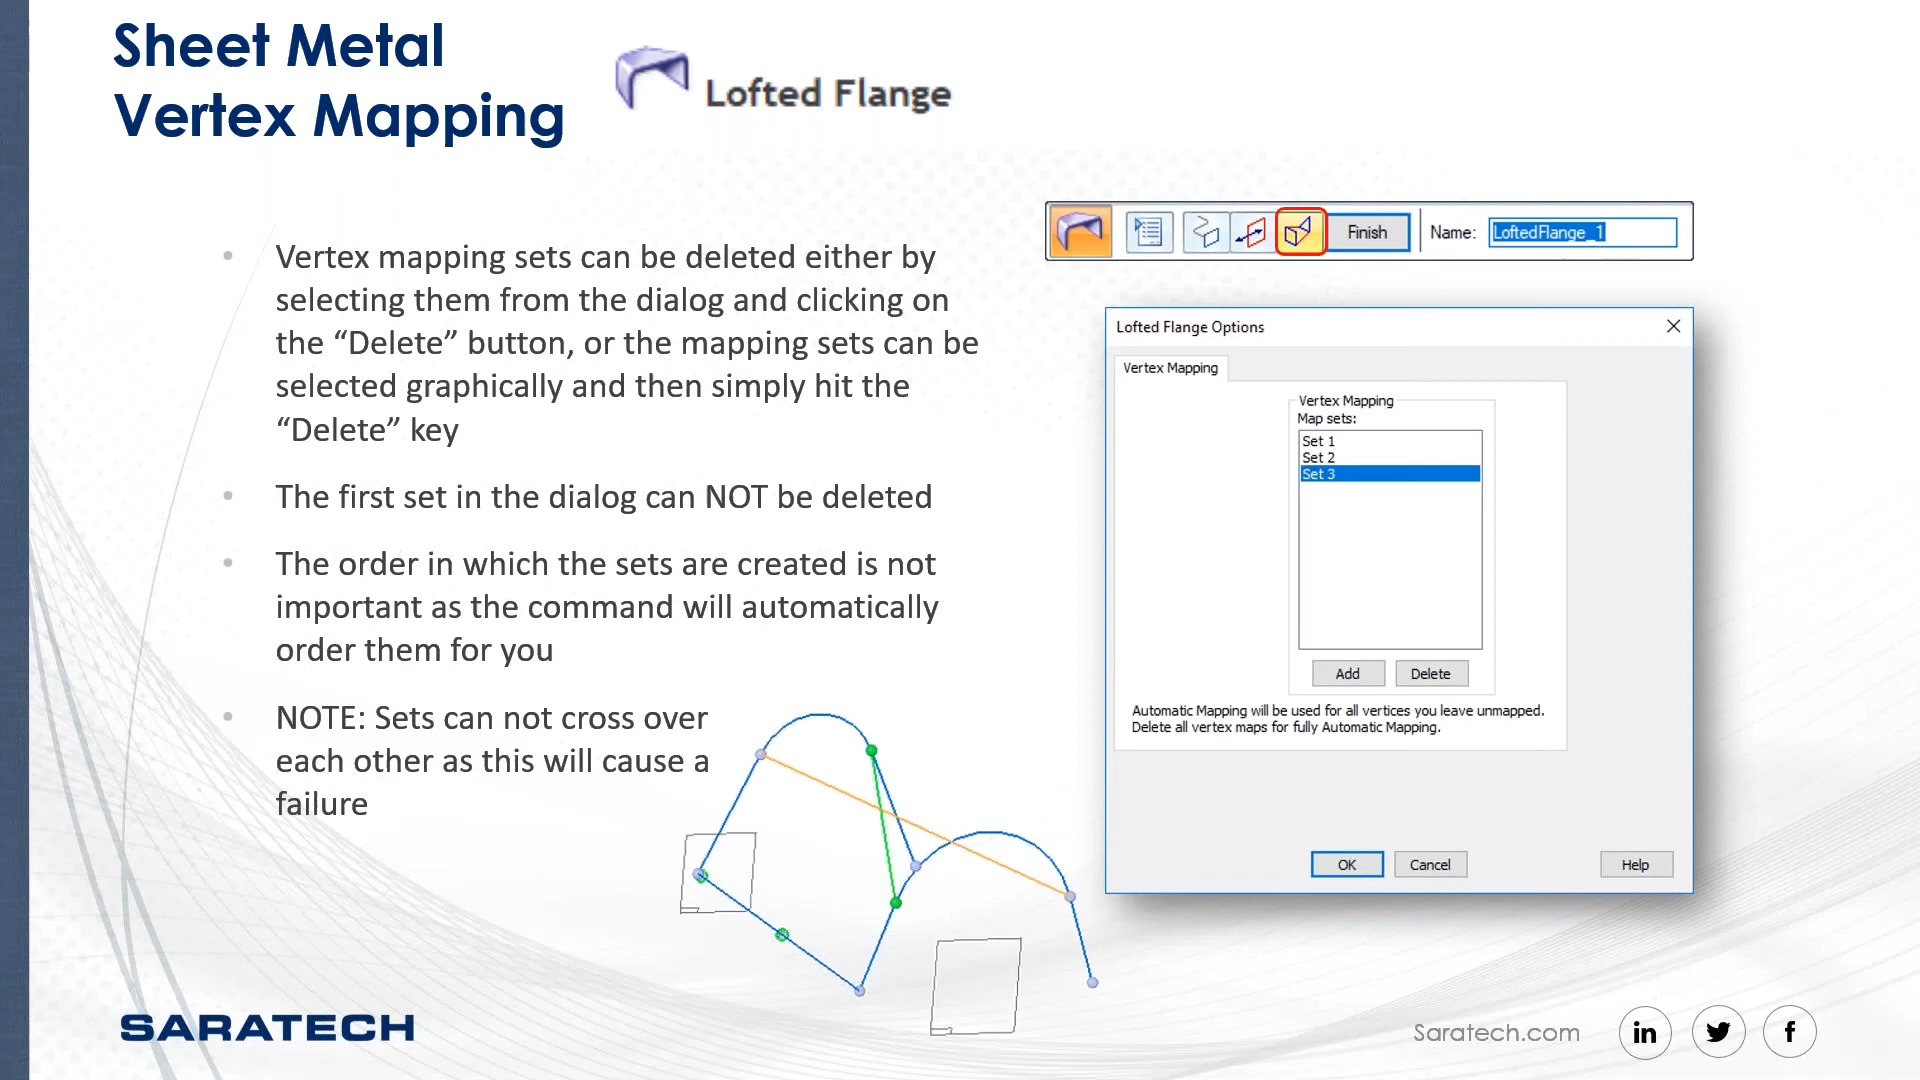 Sheet Metal
Vertex Mapping
Lofted Flange
Vertex mapping sets can be deleted either by
selecting them from the dialog and clicking on
the “Delete” button, or the mapping sets can be
selected graphically and then simply hit the
“Delete” key
The first set in the dialog can NOT be deleted
The order in which the sets are created is not
important as the command will automatically
order them for you
NOTE: Sets can not cross over
each other as this will cause a
failure
Finish
Name:
LoftedFlange_1
Lofted Flange Options
Vertex Mapping
Vertex Mapping
Map sets:
Set 1
Set 2
Set 3
Add
Delete
Automatic Mapping will be used for all vertices you leave unmapped.
Delete all vertex maps for fully Automatic Mapping.
OK
Cancel
Help
SARATECH
Saratech.com
in
f